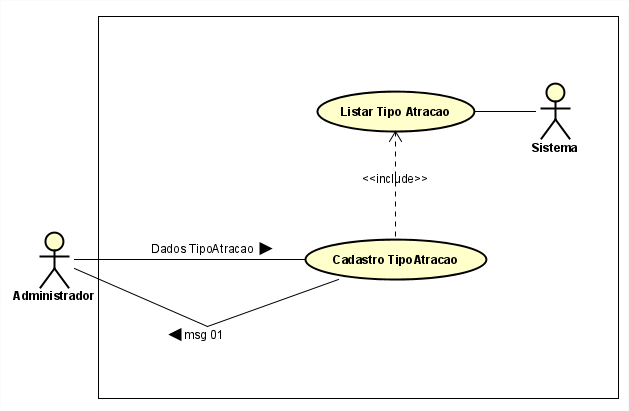 Listar Tipo Atracao
Sistema
<<include>>
Dados TipoAtracao
Cadastro TipoAtracao
Administrador
msg 01